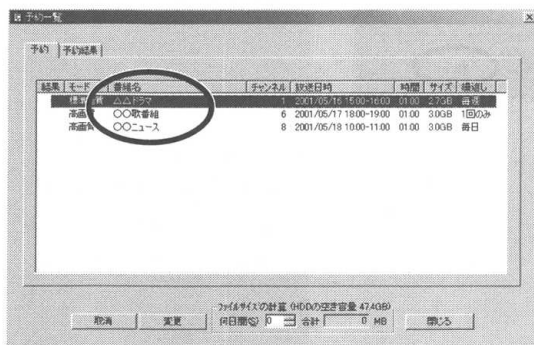 予約一覧
予約 予約結果
結果 モード 番組名 チャンネル 放送日時 時間 サイズ 繰返し
標準画質 △△ドラマ 1 2001/05/16 15:00-16:00 01:00 2.7GB 毎週
高画質 ○○歌番組 6 2001/05/17 18:00-19:00 01:00 3.0GB 1回のみ
高画質 ○○ニュース 8 2001/05/18 10:00-11:00 01:00 3.0GB 毎日
ファイルサイズの計算 (HDDの空き容量 47.4GB)
取消 変更 何日間(S) 0 合計 0 MB 閉じる